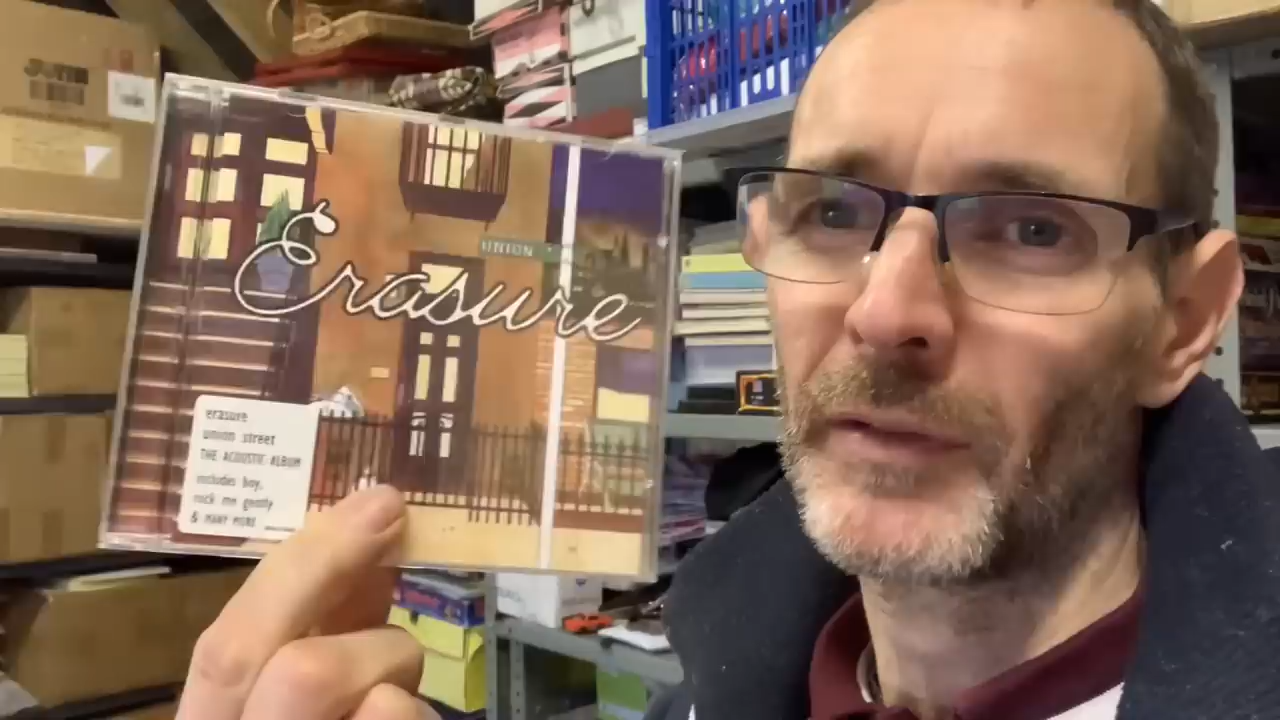 Erasure
UNION
erasure
union street
THE ACOUSTIC ALBUM
includes boy,
rock me gently
& MANY MORE